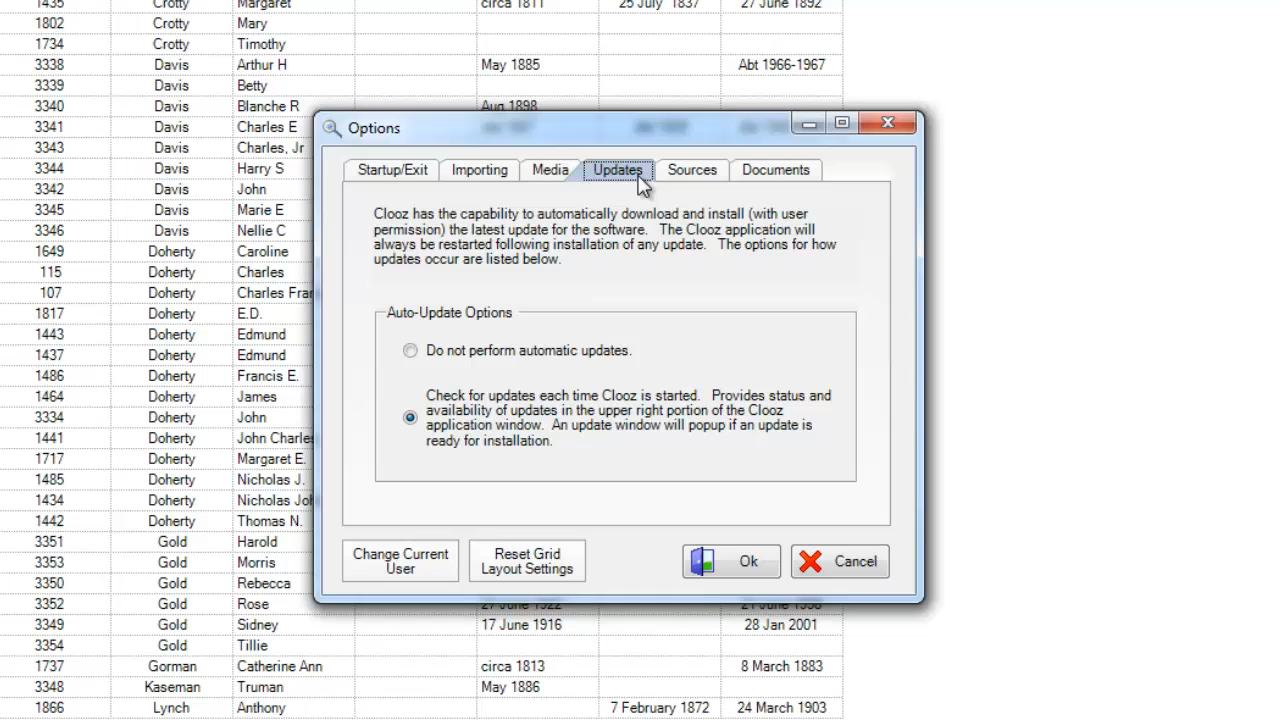 1435 Crotty Margaret circa 1811 25 July 1837 27 June 1892
1802 Crotty Mary
1734 Crotty Timothy
3338 Davis Arthur H May 1885 Abt 1966-1967
3339 Davis Betty
3340 Davis Blanche R Aug 1898
3341 Davis Charles E
3343 Davis Charles, Jr
3344 Davis Harry S
3342 Davis John
3345 Davis Marie E
3346 Davis Nellie C
1649 Doherty Caroline
115 Doherty Charles
107 Doherty Charles Fra
1817 Doherty E.D.
1443 Doherty Edmund
1437 Doherty Edmund
1486 Doherty Francis E.
1464 Doherty James
3334 Doherty John
1441 Doherty John Charles
1717 Doherty Margaret E.
1485 Doherty Nicholas J.
1434 Doherty Nicholas Joh
1442 Doherty Thomas N.
3351 Gold Harold
3353 Gold Morris
3350 Gold Rebecca
3352 Gold Rose 27 June 1922
3349 Gold Sidney 17 June 1916 28 Jan 2001
3354 Gold Tillie
1737 Gorman Catherine Ann circa 1813 8 March 1883
3348 Kaseman Truman May 1886
1866 Lynch Anthony 7 February 1872 24 March 1903
Options
Startup/Exit Importing Media Updates Sources Documents
Clooz has the capability to automatically download and install (with user
permission) the latest update for the software. The Clooz application will
always be restarted following installation of any update. The options for how
updates occur are listed below.
Auto-Update Options
Do not perform automatic updates.
Check for updates each time Clooz is started. Provides status and
availability of updates in the upper right portion of the Clooz
application window. An update window will popup if an update is
ready for installation.
Change Current
User
Reset Grid
Layout Settings
Ok
Cancel